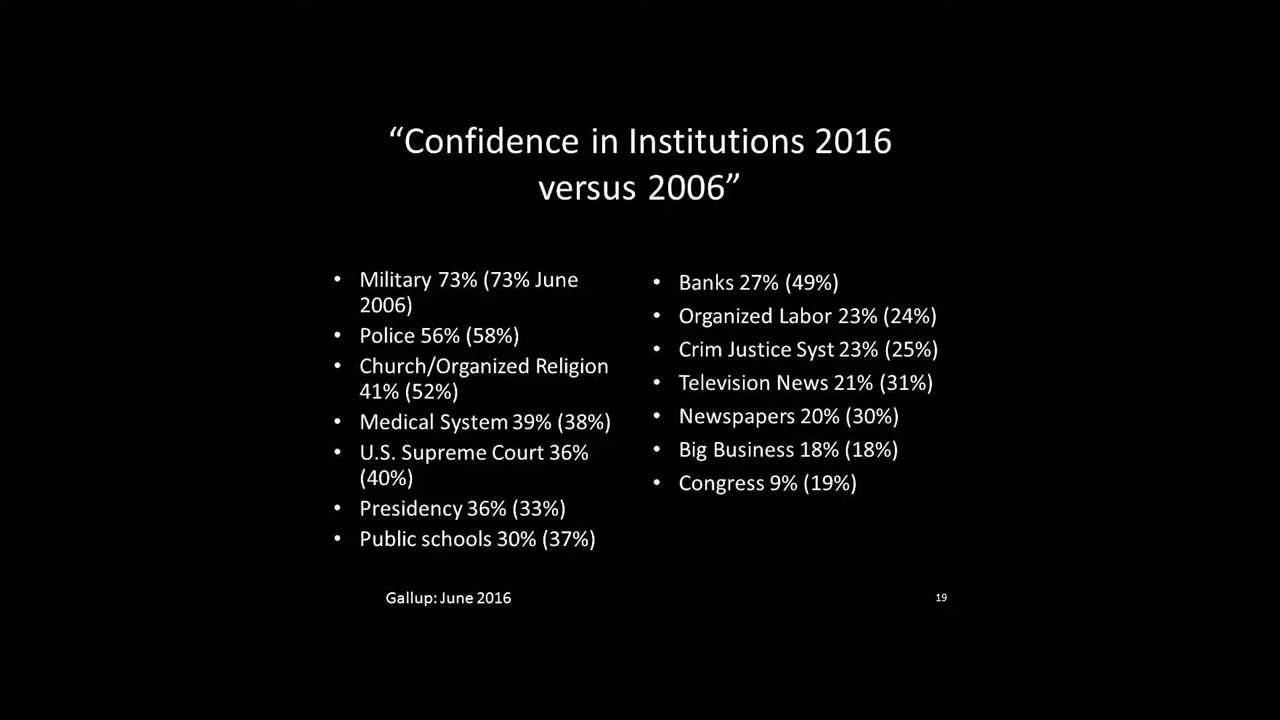 “Confidence in Institutions 2016
versus 2006”
• Military 73% (73% June
2006)
• Police 56% (58%)
• Church/Organized Religion
41% (52%)
• Medical System 39% (38%)
• U.S. Supreme Court 36%
(40%)
• Presidency 36% (33%)
• Public schools 30% (37%)
• Banks 27% (49%)
• Organized Labor 23% (24%)
• Crim Justice Syst 23% (25%)
• Television News 21% (31%)
• Newspapers 20% (30%)
• Big Business 18% (18%)
• Congress 9% (19%)
Gallup: June 2016
19